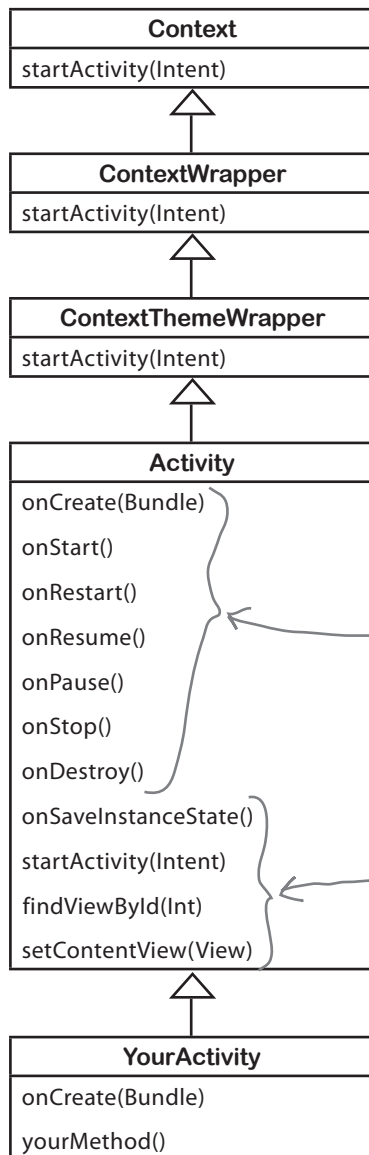 Context
startActivity(Intent)
ContextWrapper
startActivity(Intent)
ContextThemeWrapper
startActivity(Intent)
Activity
onCreate(Bundle)
onStart()
onRestart()
onResume()
onPause()
onStop()
onDestroy()
onSaveInstanceState()
startActivity(Intent)
findViewById(Int)
setContentView(View)
YourActivity
onCreate(Bundle)
yourMethod()